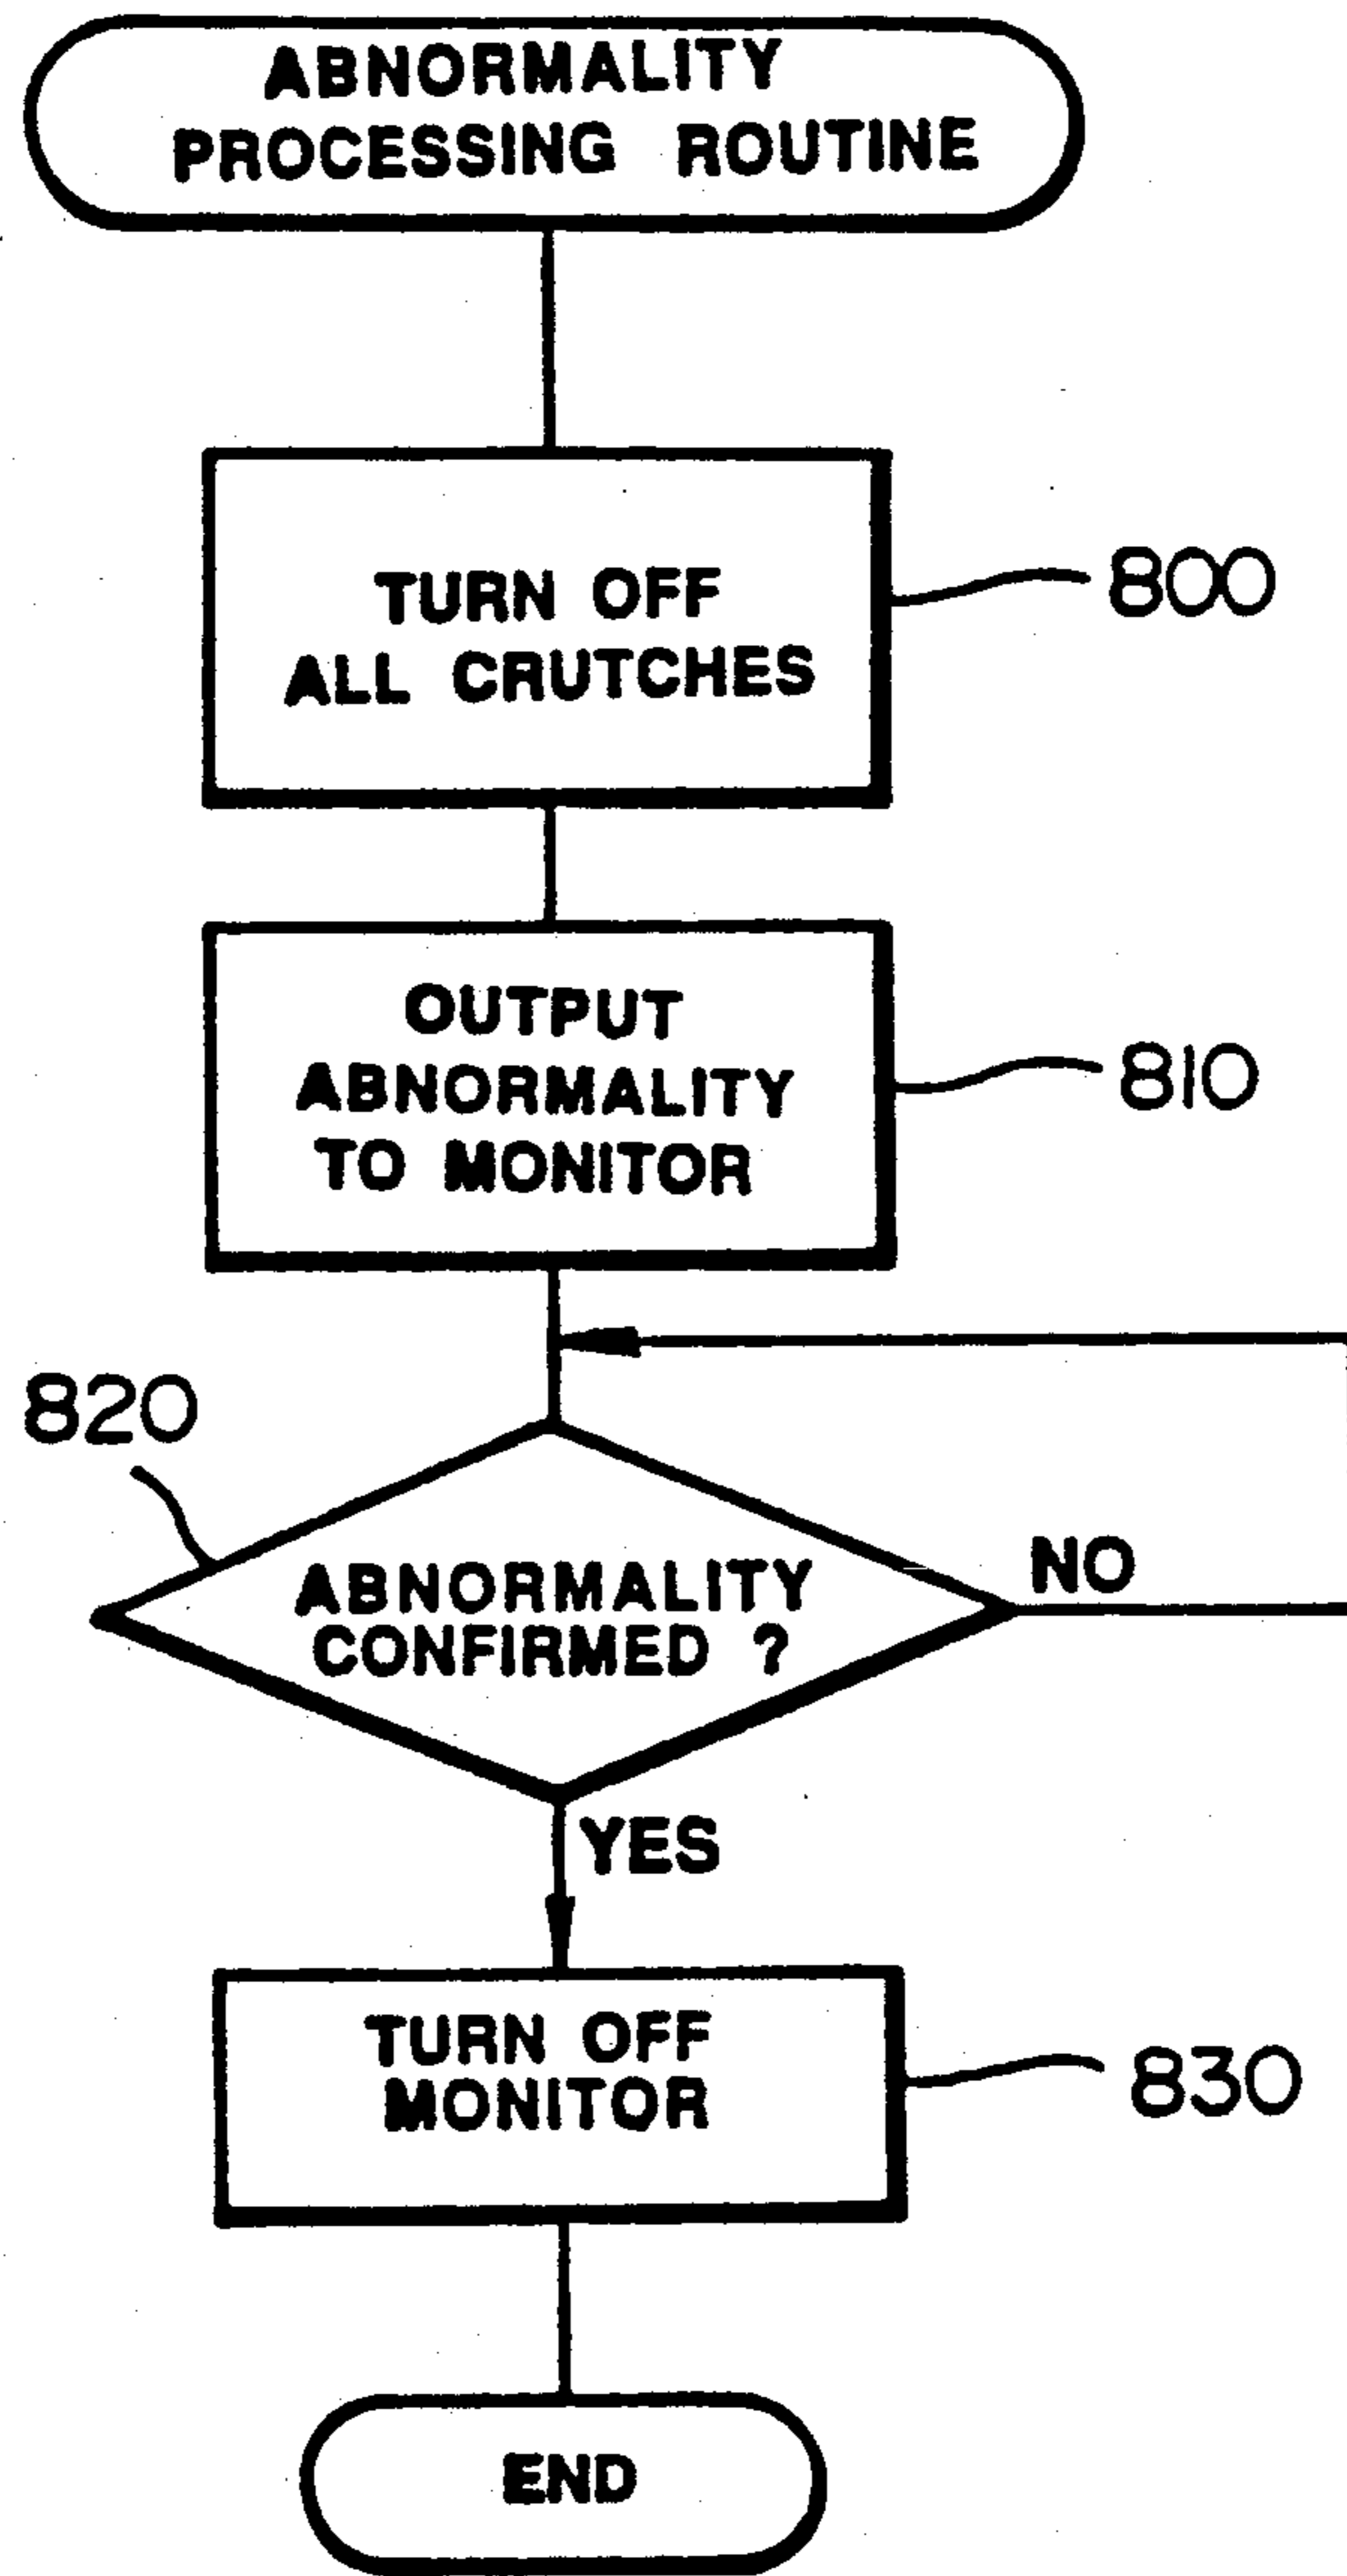 ABNORMALITY
PROCESSING ROUTINE
TURN OFF
ALL CRUTCHES
800
OUTPUT
ABNORMALITY
TO MONITOR
810
820
ABNORMALITY
CONFIRMED ?
NO
YES
TURN OFF
MONITOR
830
END